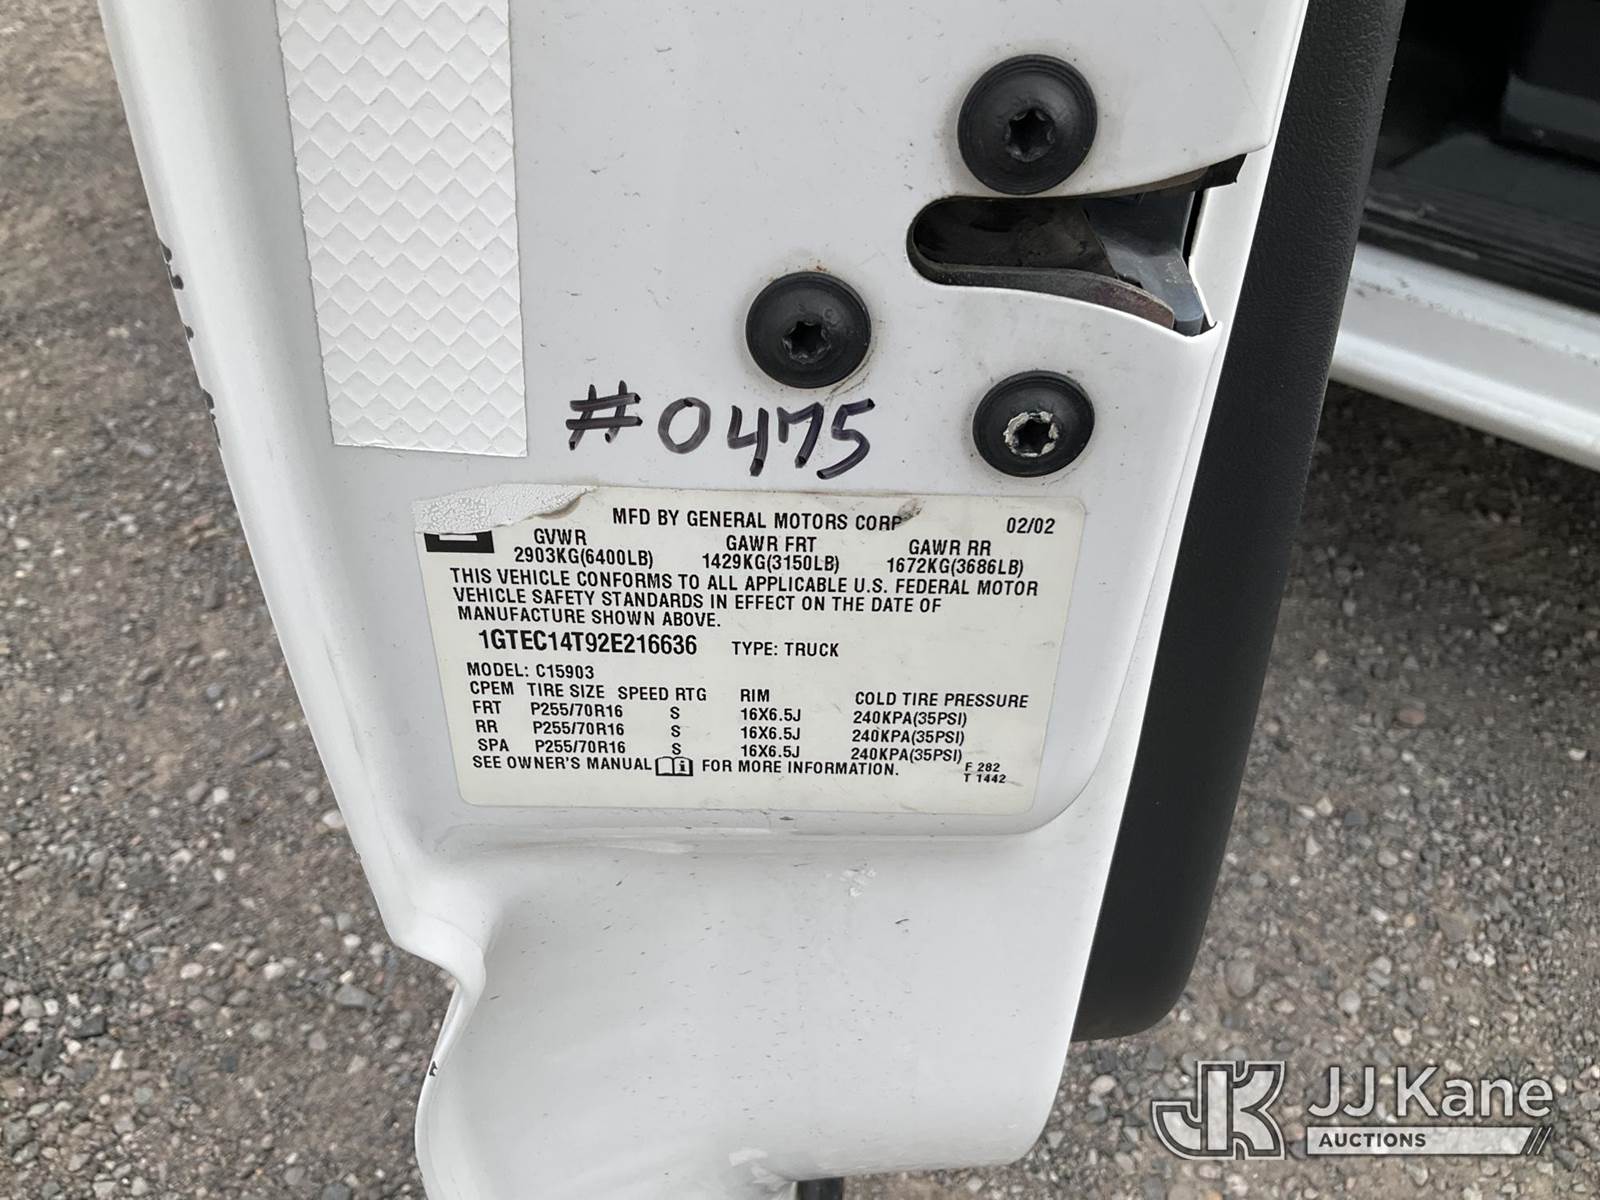 #0475
MFD BY GENERAL MOTORS CORP 02/02
GVWR GAWR FRT GAWR RR
2903KG(6400LB) 1429KG(3150LB) 1672KG(3686LB)
THIS VEHICLE CONFORMS TO ALL APPLICABLE U.S. FEDERAL MOTOR
VEHICLE SAFETY STANDARDS IN EFFECT ON THE DATE OF
MANUFACTURE SHOWN ABOVE.
1GTEC14T92E216636 TYPE: TRUCK
MODEL: C15903
CPEM TIRE SIZE SPEED RTG RIM COLD TIRE PRESSURE
FRT P255/70R16 S 16X6.5J 240KPA(35PSI)
RR P255/70R16 S 16X6.5J 240KPA(35PSI)
SPA P255/70R16 S 16X6.5J 240KPA(35PSI)
SEE OWNER'S MANUAL FOR MORE INFORMATION. F 282
T 1442
JK JJ Kane
AUCTIONS